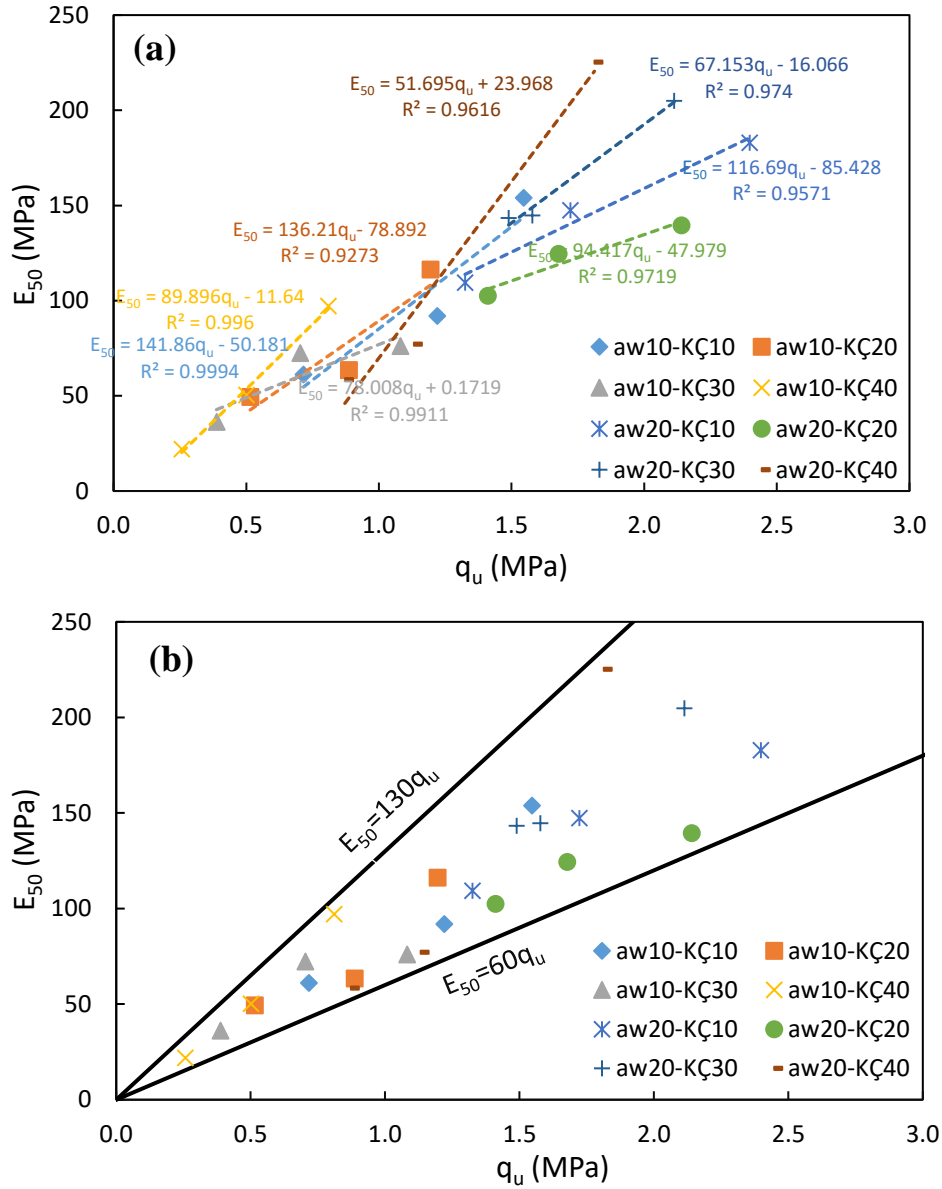 (a)
E50 = 51.695qu + 23.968
R² = 0.9616
E50 = 67.153qu - 16.066
R² = 0.974
E50 = 116.69qu - 85.428
R² = 0.9571
E50 = 136.21qu - 78.892
R² = 0.9273
E50 = 94.417qu - 47.979
R² = 0.9719
E50 = 89.896qu - 11.64
R² = 0.996
E50 = 141.86qu - 50.181
R² = 0.9994
E50 = 78.008qu + 0.1719
R² = 0.9911
250
200
150
100
50
0
E50 (MPa)
0.0 0.5 1.0 1.5 2.0 2.5 3.0
qu (MPa)
aw10-KÇ10 aw10-KÇ20
aw10-KÇ30 aw10-KÇ40
aw20-KÇ10 aw20-KÇ20
aw20-KÇ30 aw20-KÇ40
(b)
E50=130qu
E50=60qu
250
200
150
100
50
0
E50 (MPa)
0.0 0.5 1.0 1.5 2.0 2.5 3.0
qu (MPa)
aw10-KÇ10 aw10-KÇ20
aw10-KÇ30 aw10-KÇ40
aw20-KÇ10 aw20-KÇ20
aw20-KÇ30 aw20-KÇ40